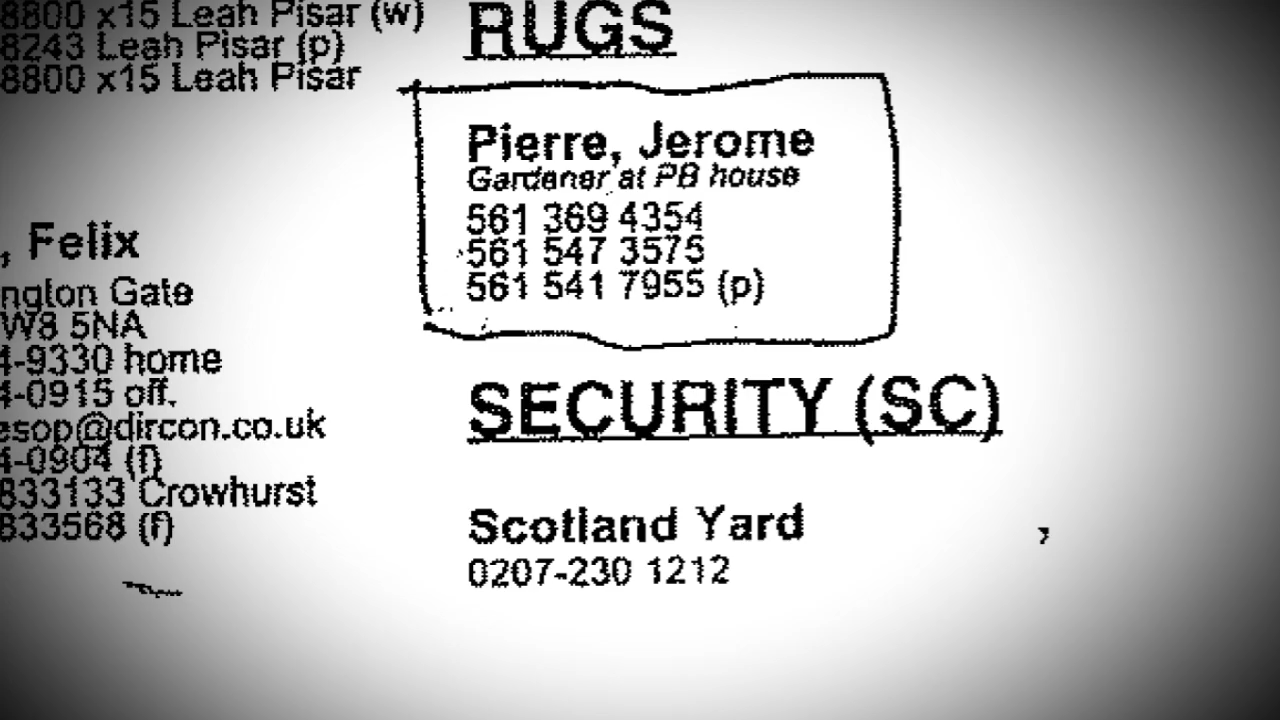 8800 x15 Leah Pisar (w)
8243 Leah Pisar (p)
8800 x15 Leah Pisar
, Felix
ngton Gate
W8 5NA
4-9330 home
4-0915 off.
esop@dircon.co.uk
4-0904 (f)
833133 Crowhurst
833568 (f)
RUGS
Pierre, Jerome
Gardener at PB house
561 369 4354
561 547 3575
561 541 7955 (p)
SECURITY (SC)
Scotland Yard
0207-230 1212